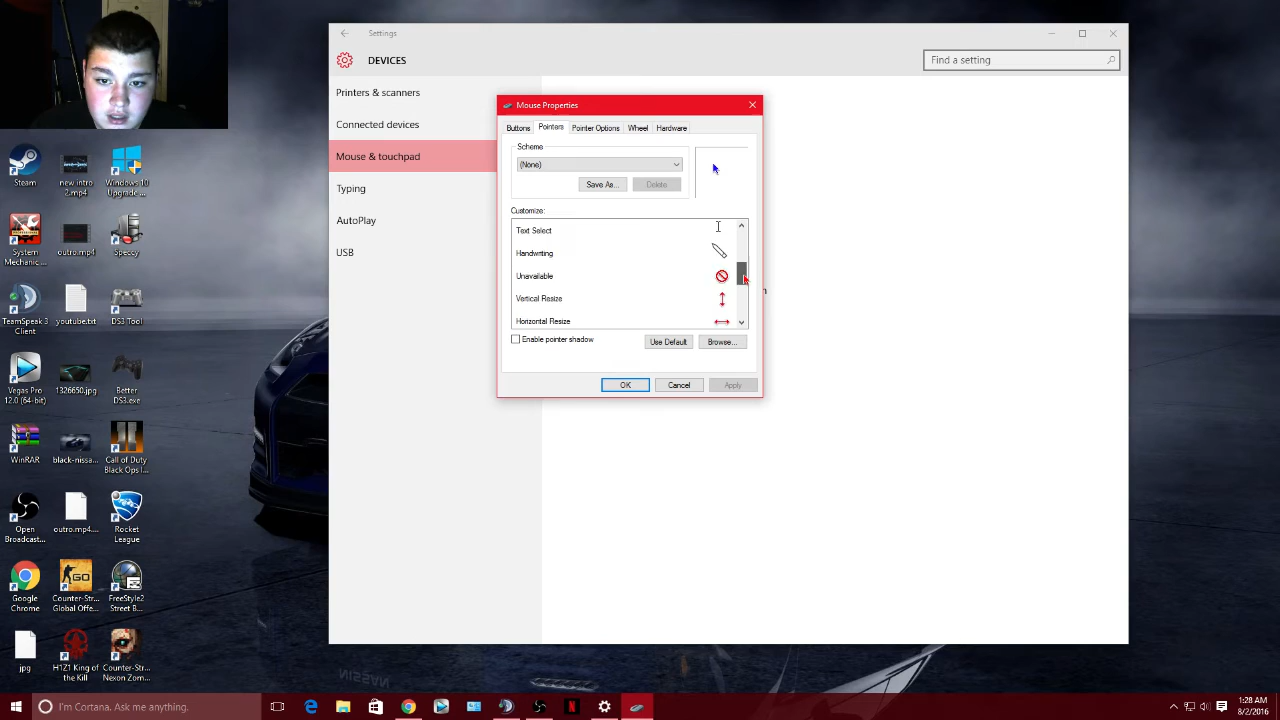 Settings
DEVICES
Find a setting
Printers & scanners
Connected devices
Mouse & touchpad
Typing
AutoPlay
USB
Mouse Properties
Buttons
Pointers
Pointer Options
Wheel
Hardware
Scheme
(None)
Save As...
Delete
Customize:
Text Select
Handwriting
Unavailable
Vertical Resize
Horizontal Resize
Enable pointer shadow
Use Default
Browse...
OK
Cancel
Apply
Steam
new intro
2.mp4
Windows 10
Upgrade ...
System
Mechanic ...
outro.mp4
Speccy
TeamSpeak 3
Client
youtube.txt
DS3 Tool
Vegas Pro
12.0 (64-bit)
1326650.jpg
Better
DS3.exe
WinRAR
black-nissa...
Call of Duty
Black Ops I...
Open
Broadcast...
outro.mp4....
Rocket
League
Google
Chrome
Counter-Str...
Global Offe...
FreeStyle2
Street B...
jpg
H1Z1 King of
the Kill
Counter-Str...
Nexon Zom...
NISSAN
I'm Cortana. Ask me anything.
1:28 AM
8/2/2016